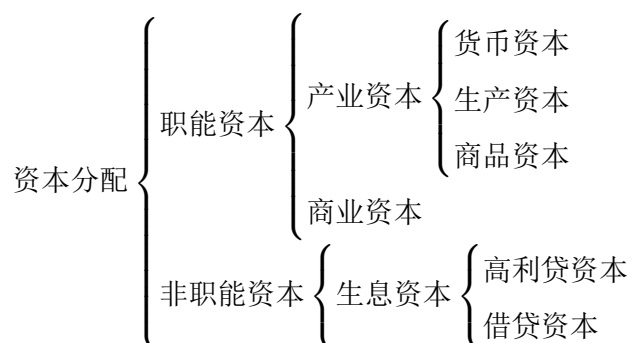 货币资本
产业资本
生产资本
职能资本
商品资本
资本分配
商业资本
高利贷资本
非职能资本
生息资本
借贷资本